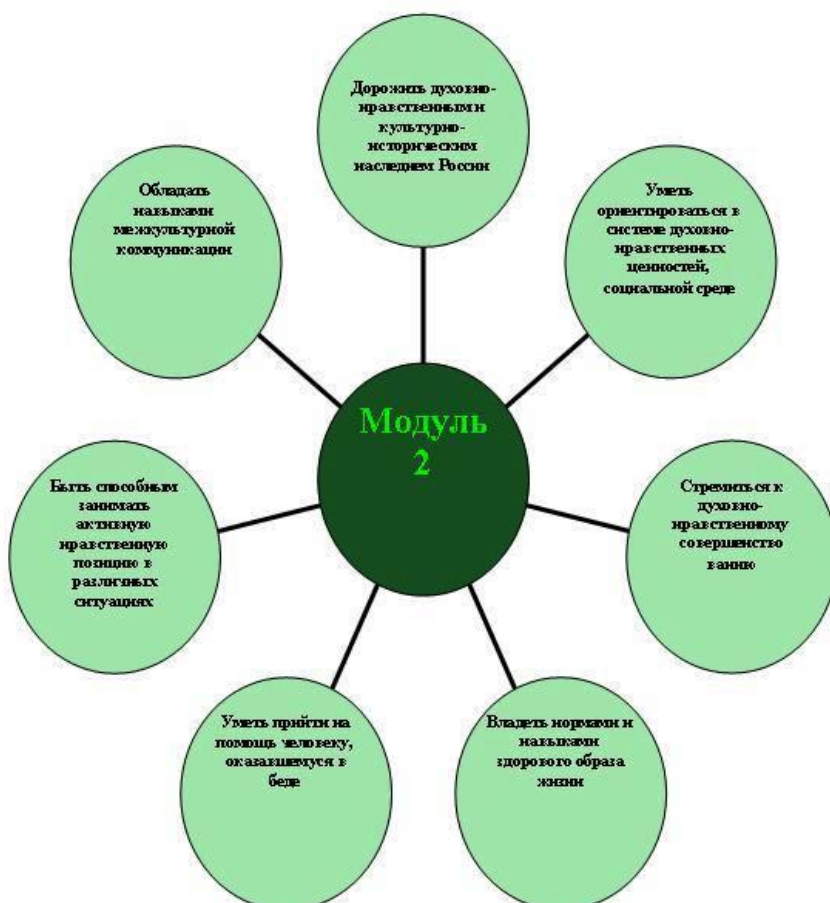 Дорожить духовно-
нравственным и
культурно-
историческим
наследием России
Обладать
навыками
межкультурной
коммуникации
Уметь
ориентироваться в
системе духовно-
нравственных
ценностей,
социальной среде
Модуль
2
Быть способным
занимать
активную
нравственную
позицию в
различных
ситуациях
Стремиться к
духовно-
нравственному
совершенство
ванию
Уметь прийти на
помощь человеку,
оказавшемуся в
беде
Владеть нормами и
навыками
здорового образа
жизни